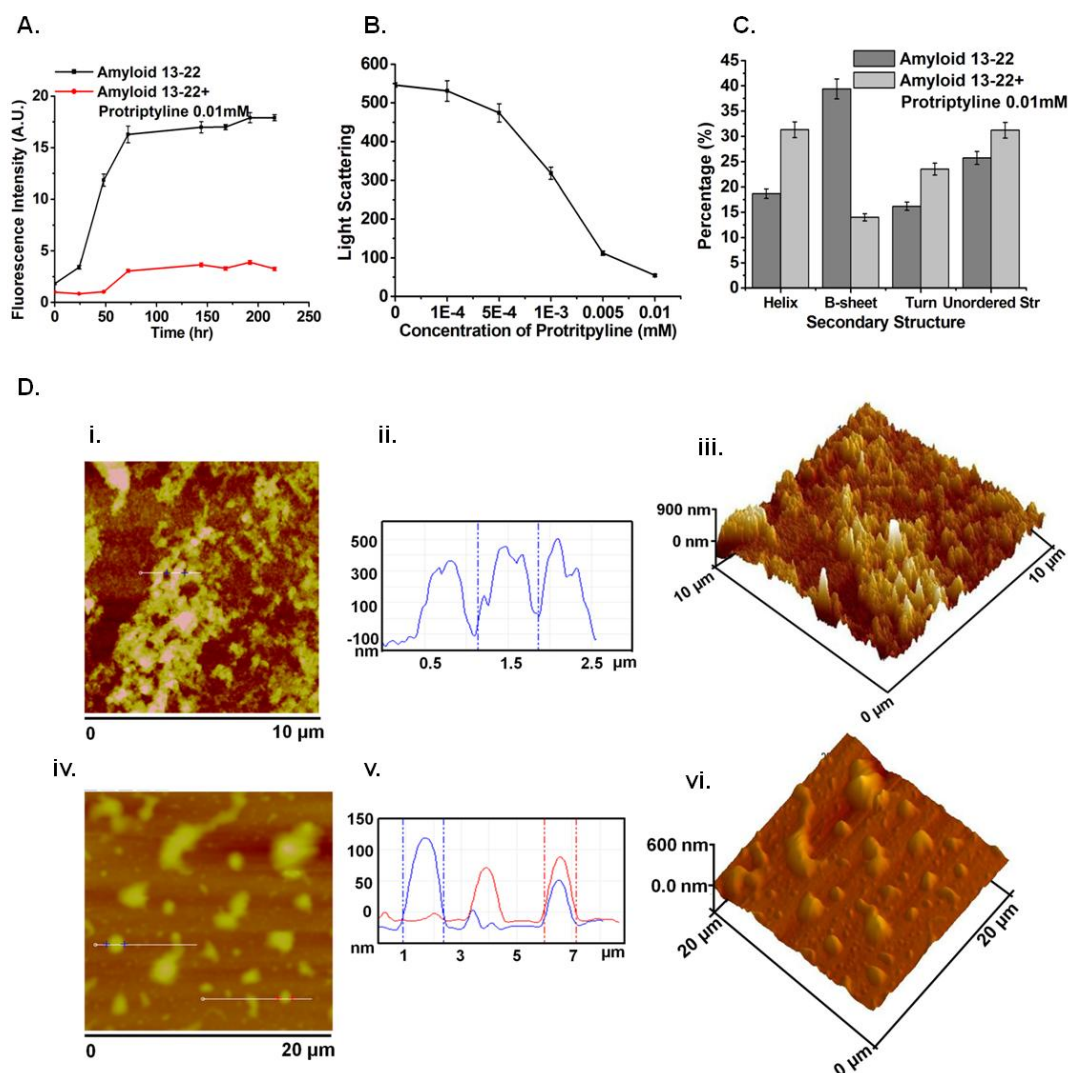 A.
Amyloid 13-22
Amyloid 13-22+
Protriptyline 0.01mM
20
15
10
5
0
Fluorescence Intensity (A.U.)
0 50 100 150 200 250
Time (hr)
B.
600
500
400
300
200
100
0
Light Scattering
0 1E-4 5E-4 1E-3 0.005 0.01
Concentration of Protritpyline (mM)
C.
Amyloid 13-22
Amyloid 13-22+
Protriptyline 0.01mM
45
40
35
30
25
20
15
10
5
0
Percentage (%)
Helix B-sheet Turn Unordered Str
Secondary Structure
D.
i.
0 10 µm
ii.
500
300
100
-100
nm
0.5 1.5 2.5 µm
iii.
900 nm
0 nm
10 µm
10 µm
0 µm
iv.
0 20 µm
v.
150
100
50
0
nm
1 3 5 7 µm
vi.
600 nm
0.0 nm
20 µm
20 µm
0 µm